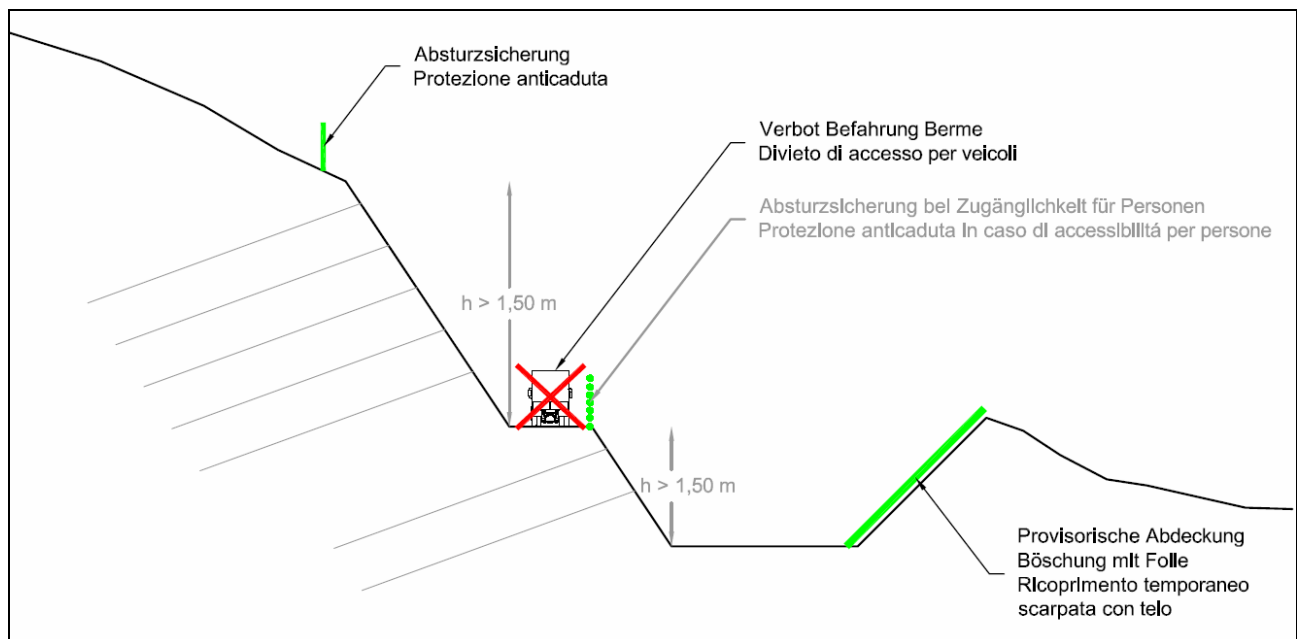 Absturzsicherung
Protezione anticaduta
Verbot Befahrung Berme
Divieto di accesso per veicoli
Absturzsicherung bei Zugänglichkeit für Personen
Protezione anticaduta in caso di accessibilitá per persone
h > 1,50 m
h > 1,50 m
Provisorische Abdeckung
Böschung mit Folie
Ricoprimento temporaneo
scarpata con telo